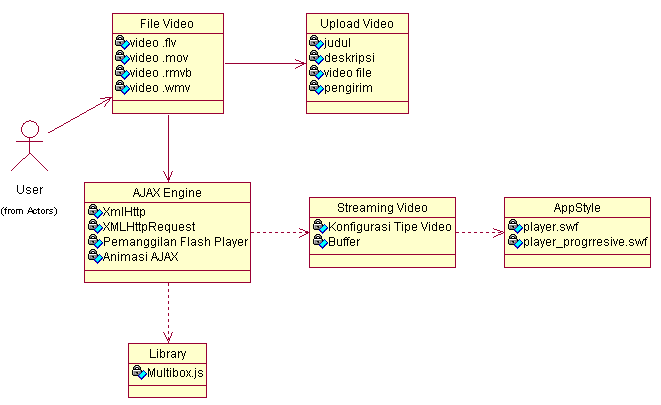 File Video
video .flv
video .mov
video .rmvb
video .wmv
Upload Video
judul
deskripsi
video file
pengirim
User
(from Actors)
AJAX Engine
XmlHttp
XMLHttpRequest
Pemanggilan Flash Player
Animasi AJAX
Streaming Video
Konfigurasi Tipe Video
Buffer
AppStyle
player.swf
player_progrresive.swf
Library
Multibox.js